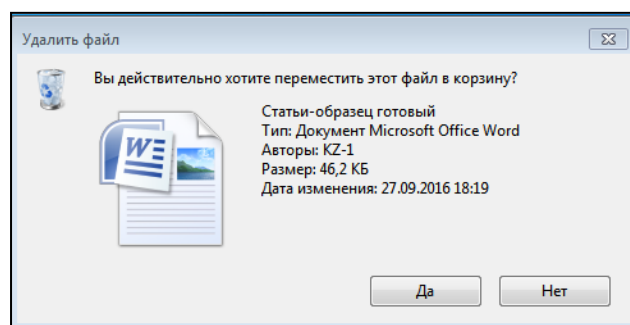 Удалить файл
Вы действительно хотите переместить этот файл в корзину?
Статьи-образец готовый
Тип: Документ Microsoft Office Word
Авторы: KZ-1
Размер: 46,2 КБ
Дата изменения: 27.09.2016 18:19
W
Да Нет